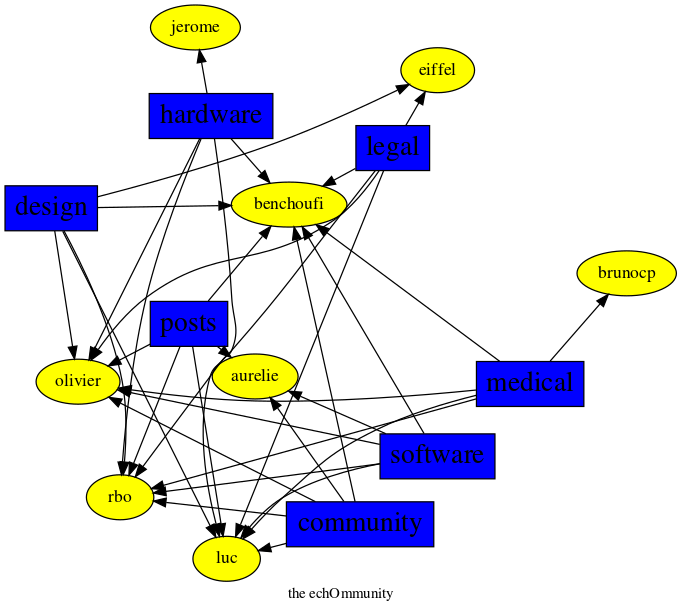 jerome
eiffel
hardware
legal
design
benchoufi
brunocp
posts
aurelie
olivier
medical
software
rbo
community
luc
the echOmmunity